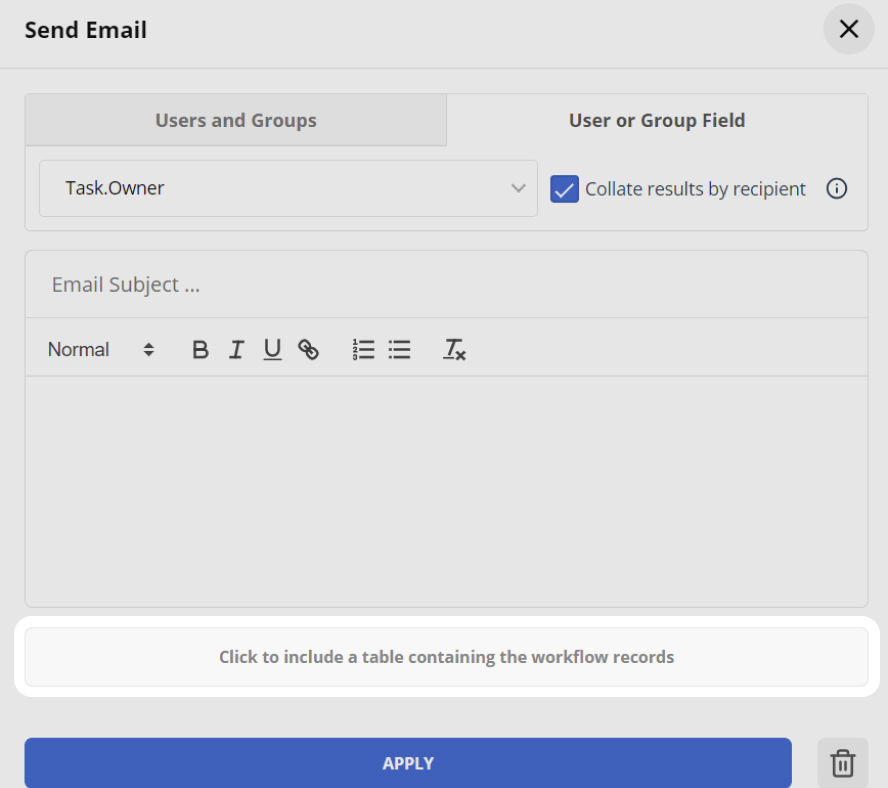 Send Email
Users and Groups
User or Group Field
Task.Owner
Collate results by recipient
Email Subject ...
Normal
Click to include a table containing the workflow records
APPLY